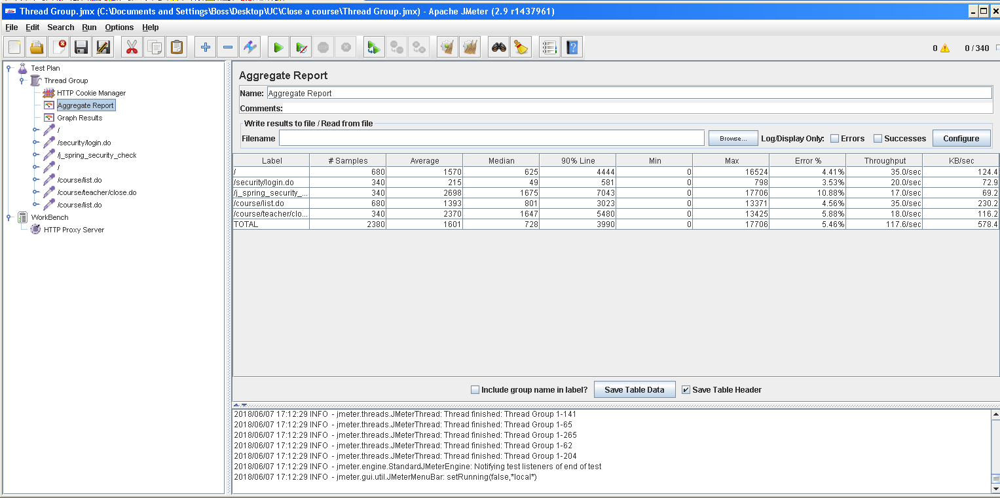 Thread Group.jmx (C:\Documents and Settings\Boss\Desktop\UC\Close a course\Thread Group.jmx) - Apache JMeter (2.9 r1437961)
File Edit Search Run Options Help
0 0 / 340
Test Plan
Thread Group
HTTP Cookie Manager
Aggregate Report
Graph Results
/
/security/login.do
/j_spring_security_check
/
/course/list.do
/course/teacher/close.do
/course/list.do
WorkBench
HTTP Proxy Server
Aggregate Report
Name: Aggregate Report
Comments:
Write results to file / Read from file
Filename Browse... Log/Display Only: Errors Successes Configure
Label # Samples Average Median 90% Line Min Max Error % Throughput KB/sec
/ 680 1570 625 4444 0 16524 4.41% 35.0/sec 124.4
/security/login.do 340 215 49 581 0 798 3.53% 20.0/sec 72.9
/j_spring_security_... 340 2698 1675 7043 0 17706 10.88% 17.0/sec 69.2
/course/list.do 680 1393 801 3023 0 13371 4.56% 35.0/sec 230.2
/course/teacher/clo... 340 2370 1647 5480 0 13425 5.88% 18.0/sec 116.2
TOTAL 2380 1601 728 3990 0 17706 5.46% 117.6/sec 578.4
Include group name in label? Save Table Data Save Table Header
2018/06/07 17:12:29 INFO - jmeter.threads.JMeterThread: Thread finished: Thread Group 1-141
2018/06/07 17:12:29 INFO - jmeter.threads.JMeterThread: Thread finished: Thread Group 1-65
2018/06/07 17:12:29 INFO - jmeter.threads.JMeterThread: Thread finished: Thread Group 1-265
2018/06/07 17:12:29 INFO - jmeter.threads.JMeterThread: Thread finished: Thread Group 1-62
2018/06/07 17:12:29 INFO - jmeter.threads.JMeterThread: Thread finished: Thread Group 1-204
2018/06/07 17:12:29 INFO - jmeter.engine.StandardJMeterEngine: Notifying test listeners of end of test
2018/06/07 17:12:29 INFO - jmeter.gui.util.JMeterMenuBar: setRunning(false,*local*)